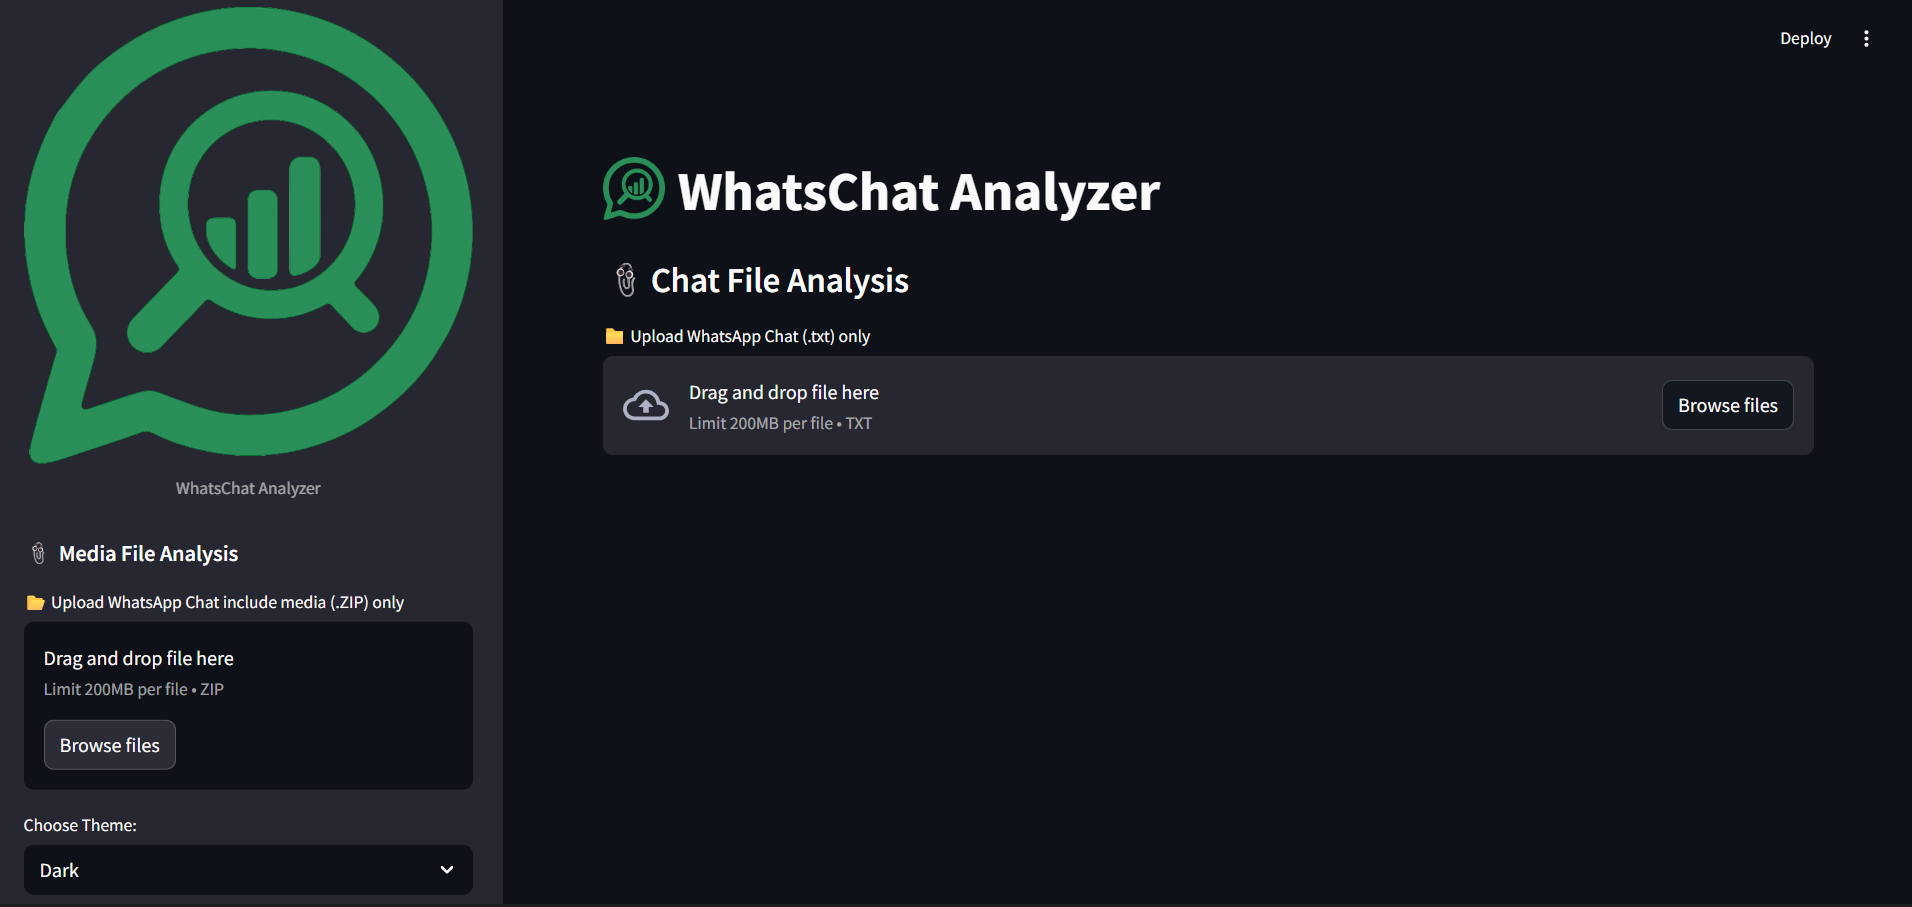 WhatsChat Analyzer
Media File Analysis
Upload WhatsApp Chat include media (.ZIP) only
Drag and drop file here
Limit 200MB per file • ZIP
Browse files
Choose Theme:
Dark
Deploy
WhatsChat Analyzer
Chat File Analysis
Upload WhatsApp Chat (.txt) only
Drag and drop file here
Limit 200MB per file • TXT
Browse files